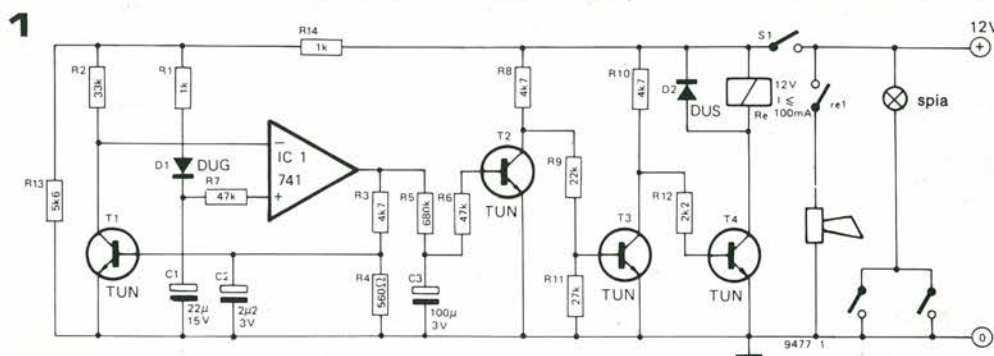 1
R14
1k
S1
12V
+
R2
33k
R1
1k
R8
4k7
R10
4k7
D2
DUS
12V
I ≤
100mA
Re
re1
spia
D1
DUG
IC 1
741
−
+
T2
TUN
R13
5k6
R7
47k
R3
4k7
R5
680k
R6
47k
R9
22k
R12
2k2
T1
TUN
T3
TUN
T4
TUN
C1
22µ
15V
C2
2µ2
3V
R4
560Ω
C3
100µ
3V
R11
27k
9477 1
0